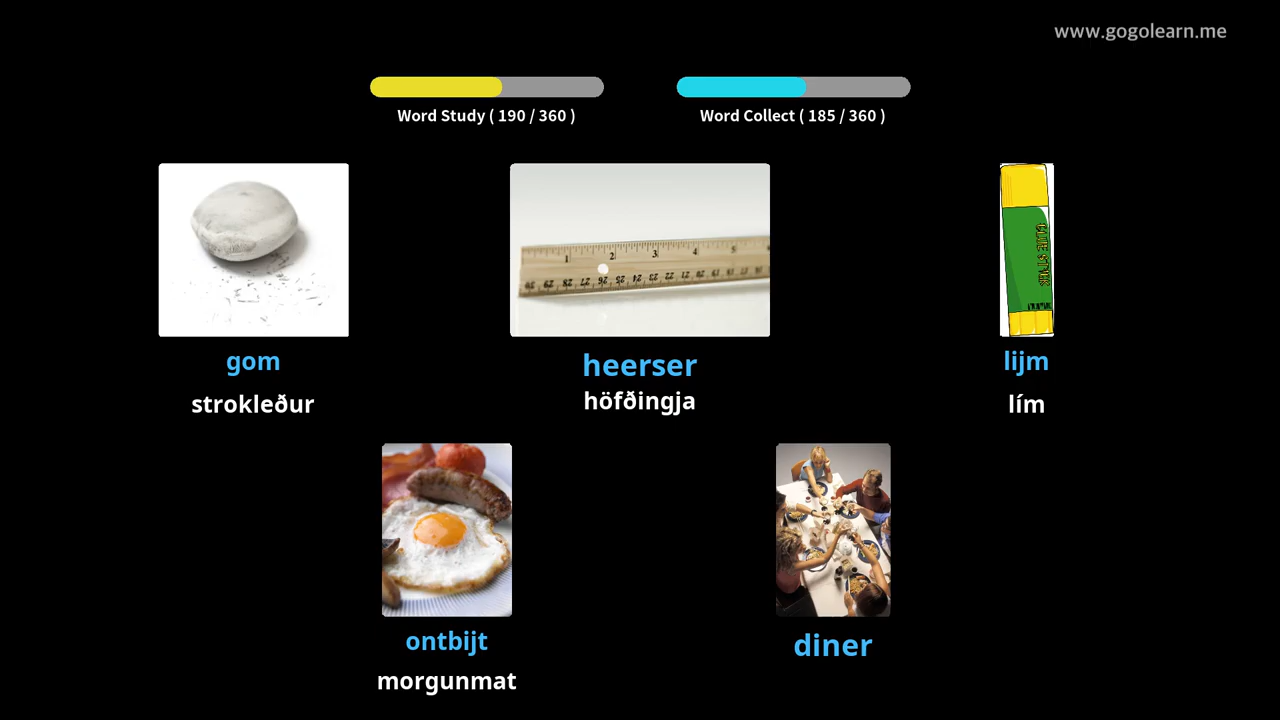 www.gogolearn.me
Word Study ( 190 / 360 )
Word Collect ( 185 / 360 )
gom
strokleður
heerser
höfðingja
lijm
lím
ontbijt
morgunmat
diner